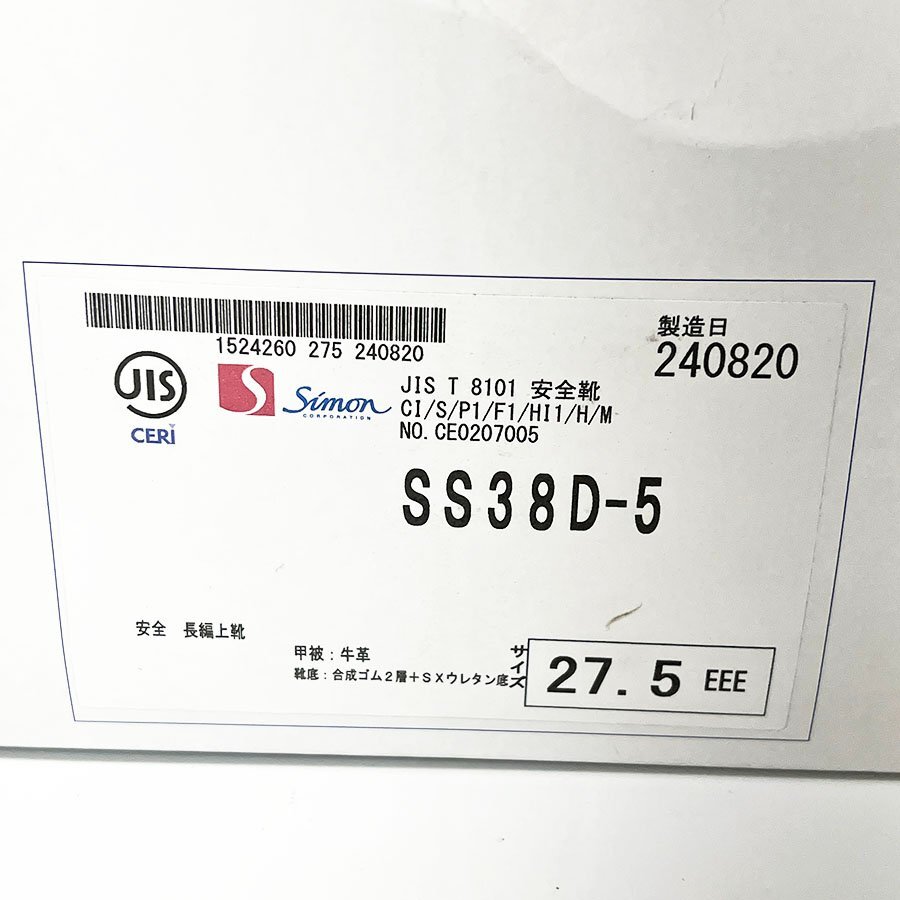 1524260 275 240820
製造日
240820
JIS
CERI
S
Simon
CORPORATION
JIS T 8101 安全靴
CI/S/P1/F1/HI1/H/M
NO.CE0207005
SS38D-5
安全 長編上靴
甲被：牛革
靴底：合成ゴム2層+SXウレタン底
サイズ
27.5 EEE